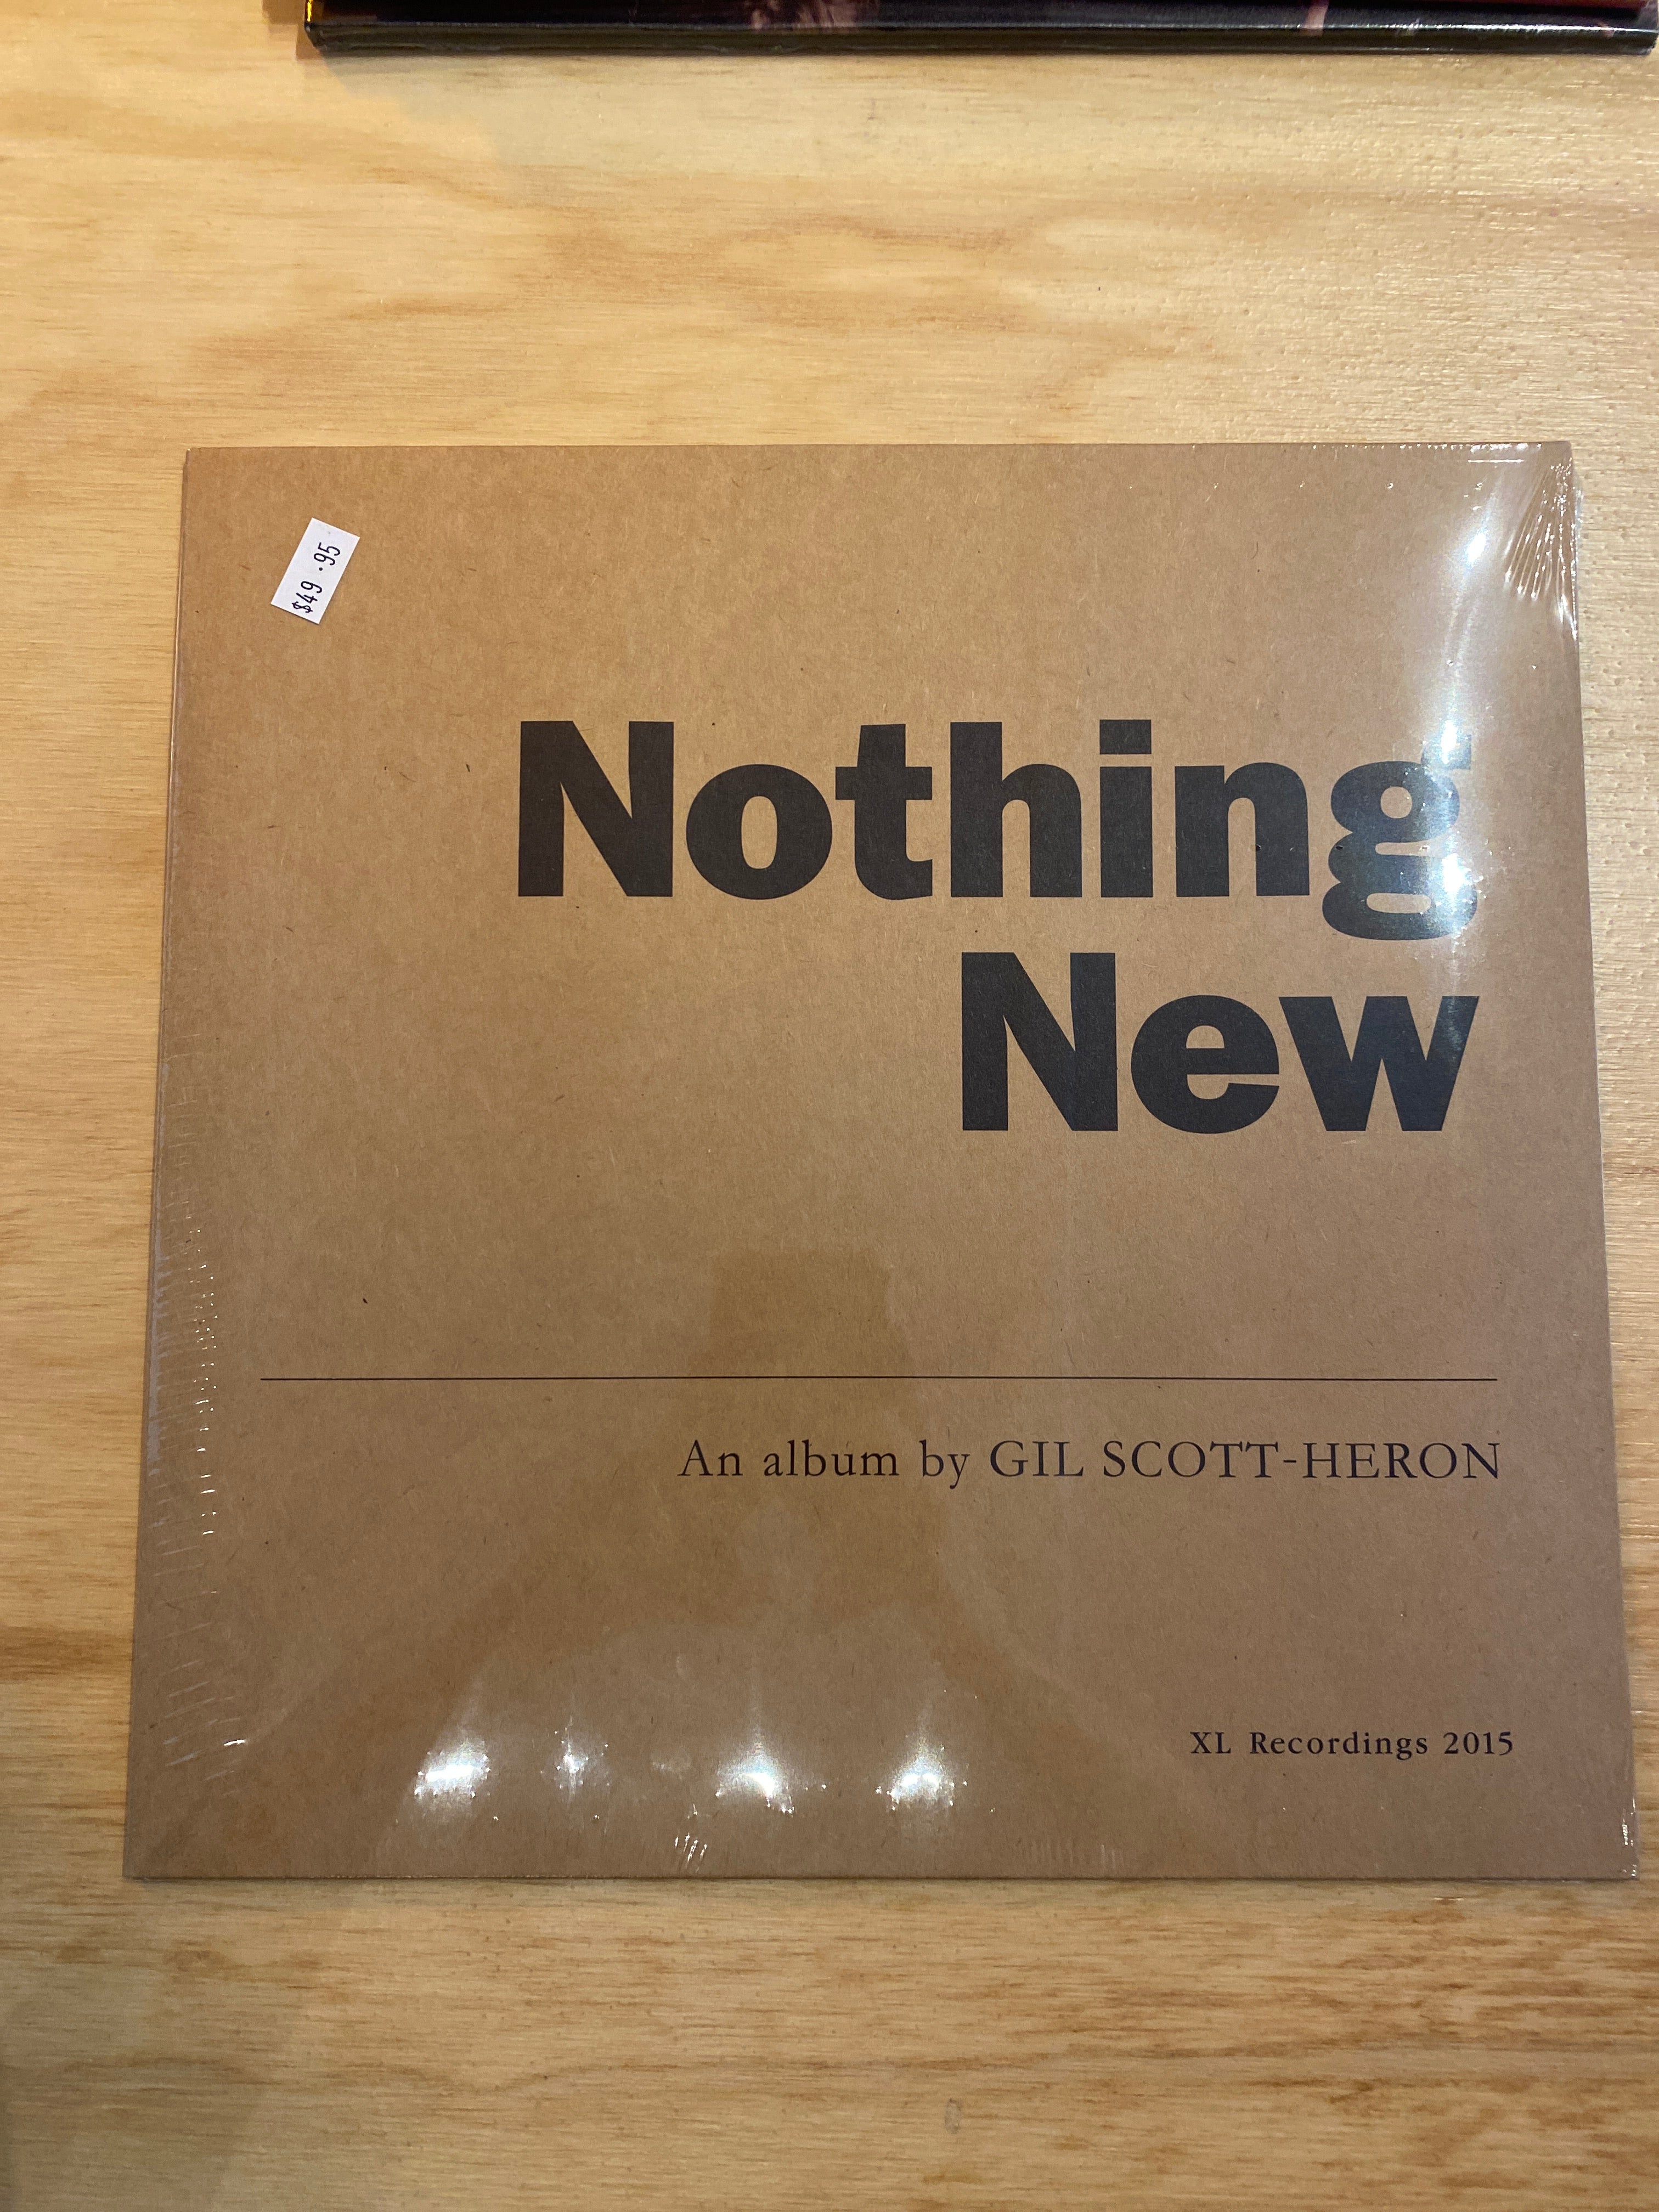 $49.95
Nothing
New
An album by GIL SCOTT-HERON
XL Recordings 2015